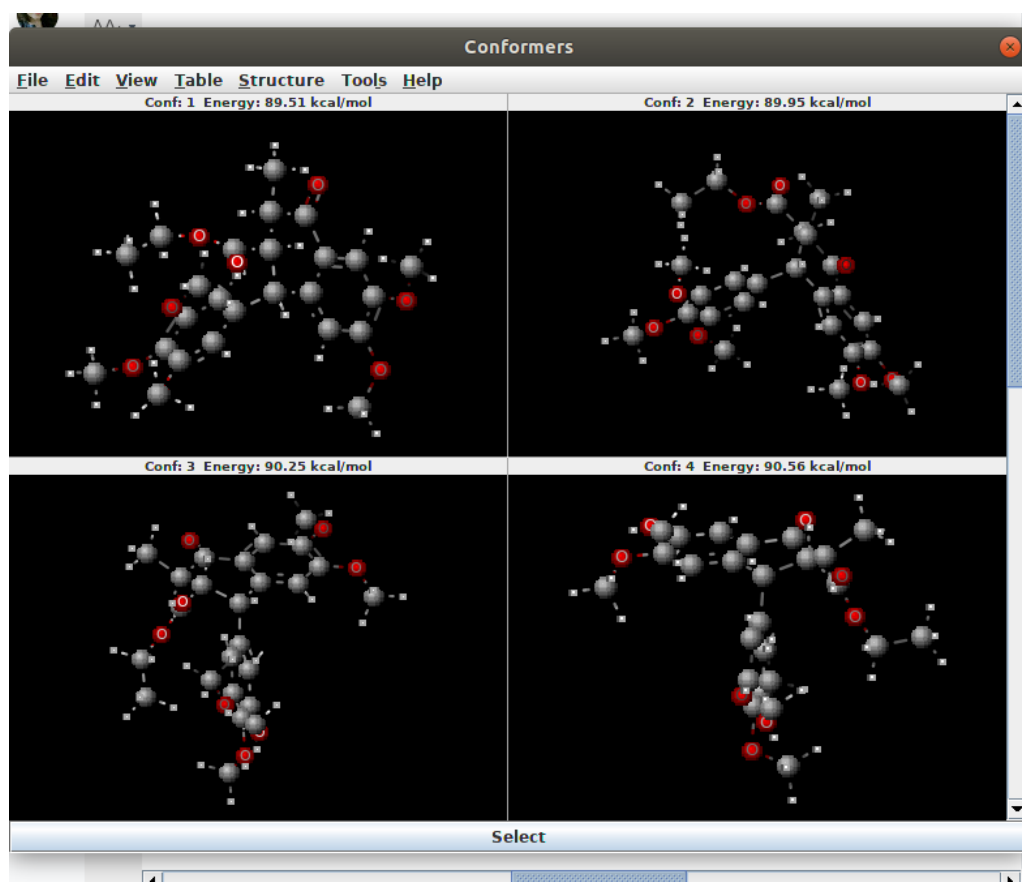 Conformers
File Edit View Table Structure Tools Help
Conf: 1 Energy: 89.51 kcal/mol
Conf: 2 Energy: 89.95 kcal/mol
O O O O O O
O O O O O O O O
Conf: 3 Energy: 90.25 kcal/mol
Conf: 4 Energy: 90.56 kcal/mol
O O O O O O O O
O O O O O O
Select